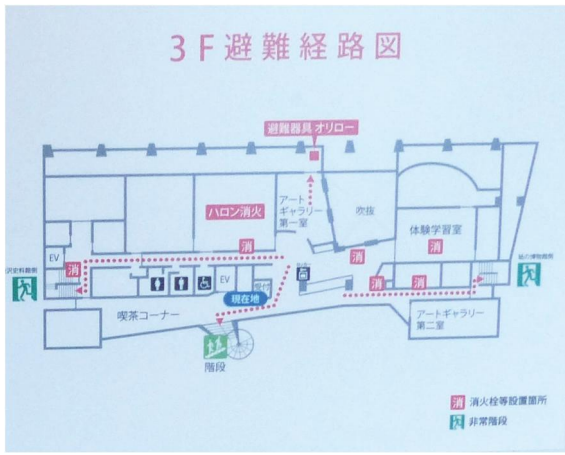 3F避難経路図
避難器具 オリロー
アート
ギャラリー
第一室
吹抜
ハロン消火
体験学習室
消
消
消
消
消
消
EV
EV
受付
現在地
喫茶コーナー
アートギャラリー
第二室
階段
消 消火栓等設置箇所
非常階段